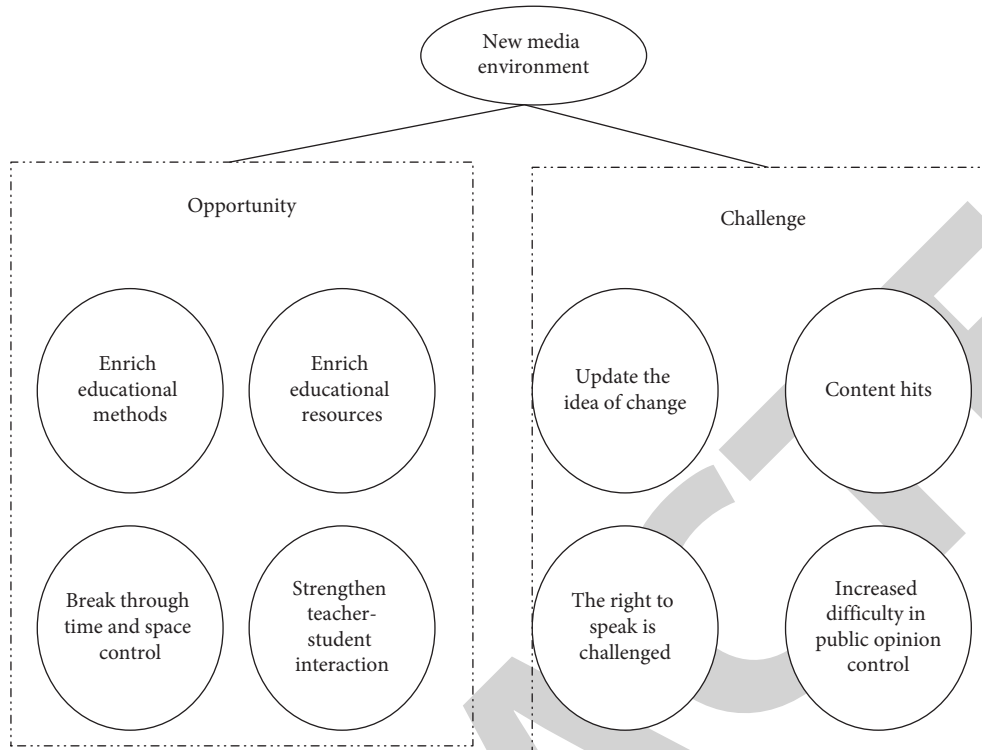 New media
environment
Opportunity
Challenge
Enrich
educational
methods
Enrich
educational
resources
Update the
idea of change
Content hits
Break through
time and space
control
Strengthen
teacher-
student
interaction
The right to
speak is
challenged
Increased
difficulty in
public opinion
control